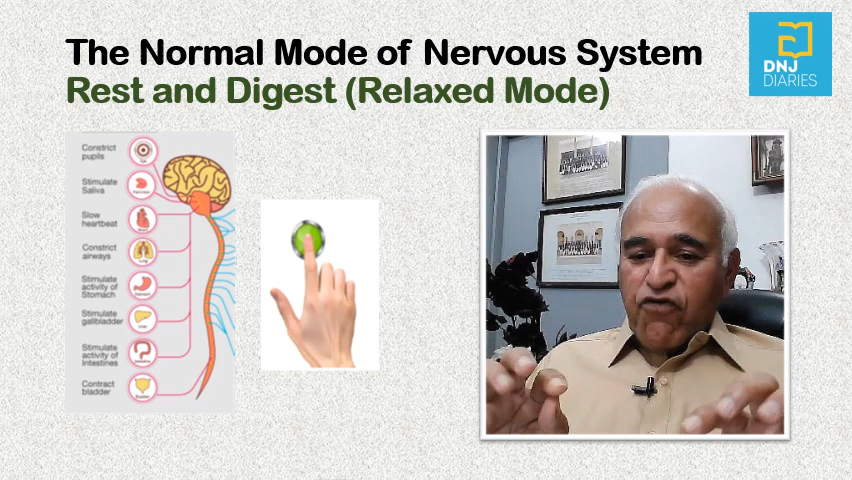 The Normal Mode of Nervous System
Rest and Digest (Relaxed Mode)
DNJ
DIARIES
Constrict
pupils
Stimulate
Saliva
Slow
heartbeat
Constrict
airways
Stimulate
activity of
Stomach
Stimulate
gallbladder
Stimulate
activity of
Intestines
Contract
bladder